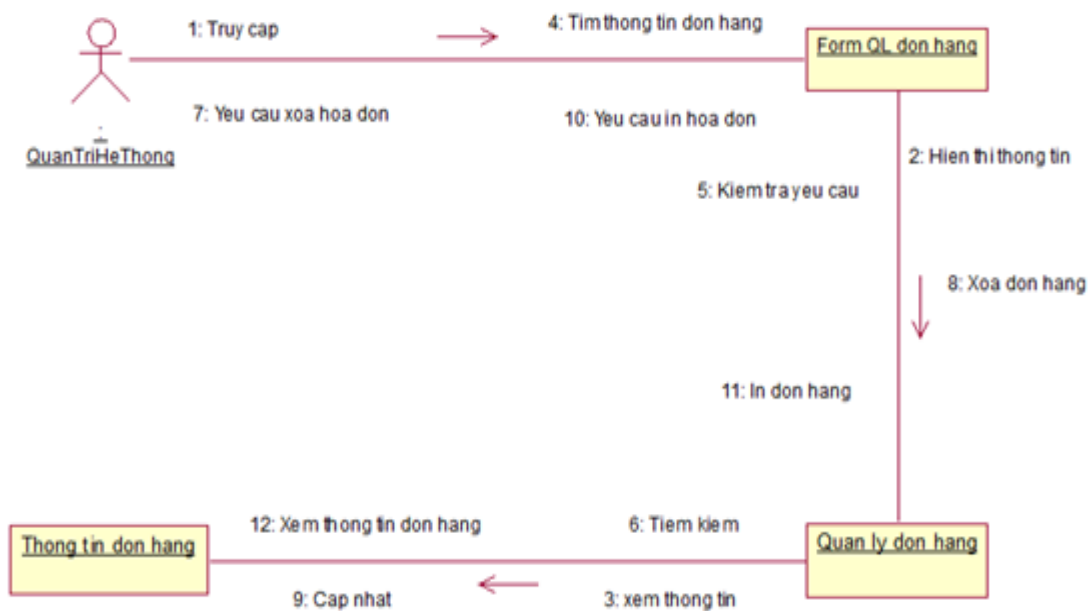 1: Truy cap
4: Tim thong tin don hang
Form QL don hang
7: Yeu cau xoa hoa don
10: Yeu cau in hoa don
:
QuanTriHeThong
2: Hien thi thong tin
5: Kiem tra yeu cau
8: Xoa don hang
11: In don hang
12: Xem thong tin don hang
6: Tiem kiem
Thong tin don hang
Quan ly don hang
9: Cap nhat
3: xem thong tin